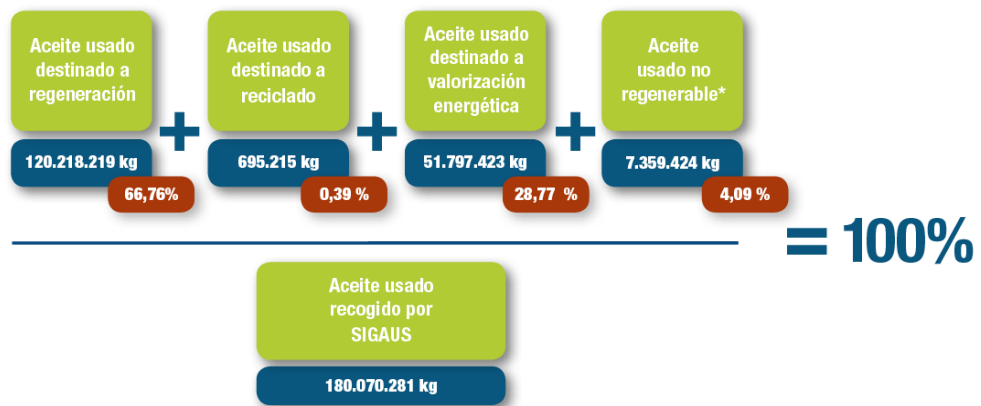 Aceite usado
destinado a
regeneración
120.218.219 kg
66,76%
+
Aceite usado
destinado a
reciclado
695.215 kg
0,39 %
+
Aceite usado
destinado a
valorización
energética
51.797.423 kg
28,77 %
+
Aceite
usado no
regenerable*
7.359.424 kg
4,09 %
Aceite usado
recogido por
SIGAUS
180.070.281 kg
= 100%